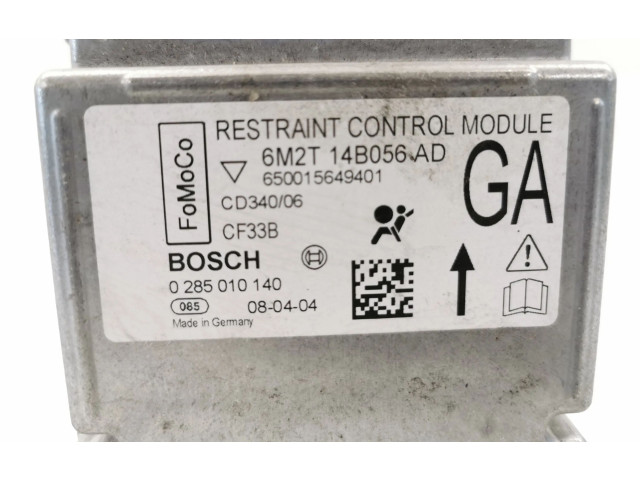 FoMoCo
RESTRAINT CONTROL MODULE
6M2T 14B056 AD
650015649401
CD340/06
CF33B
GA
BOSCH
0 285 010 140
085 08-04-04
Made in Germany